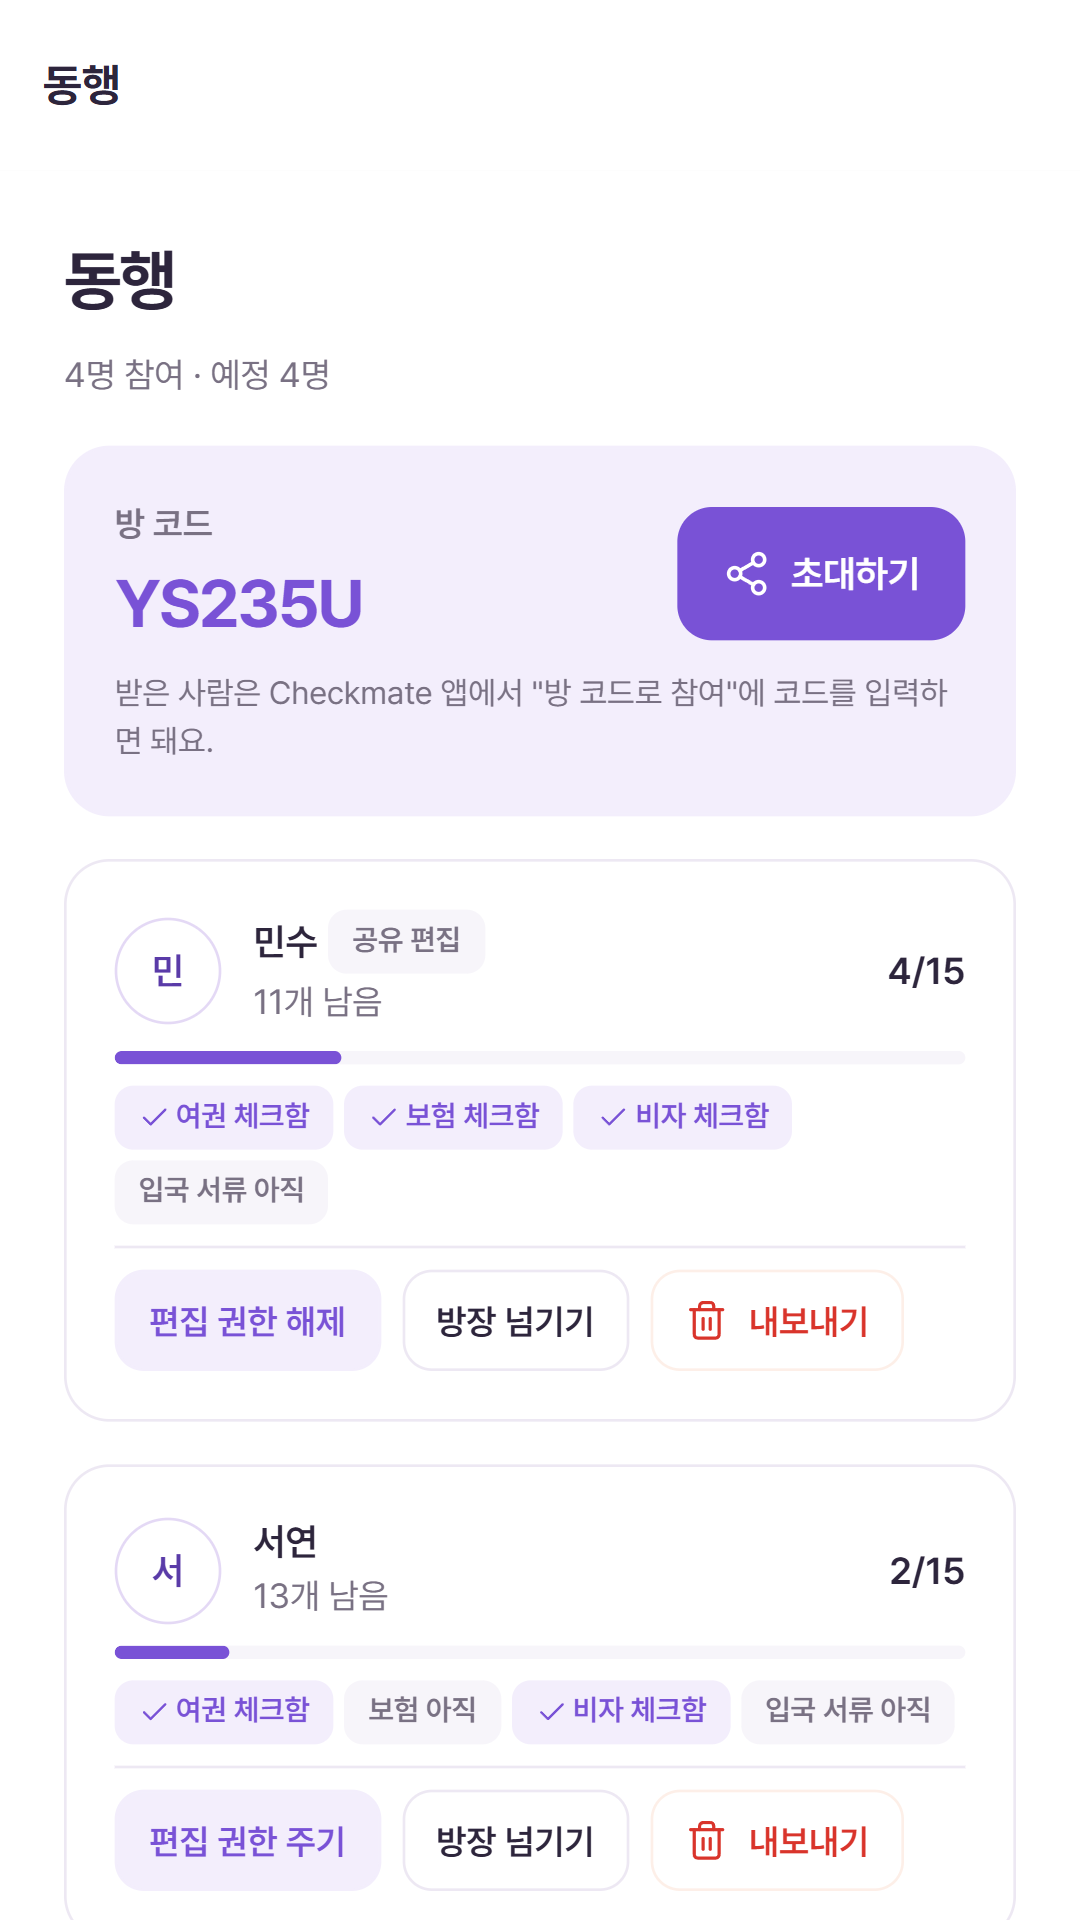 동행
동행
4명 참여 · 예정 4명
방 코드
YS235U
초대하기
받은 사람은 Checkmate 앱에서 "방 코드로 참여"에 코드를 입력하
면 돼요.
민
민수 공유 편집
11개 남음
4/15
여권 체크함 보험 체크함 비자 체크함
입국 서류 아직
편집 권한 해제 방장 넘기기 내보내기
서
서연
13개 남음
2/15
여권 체크함 보험 아직 비자 체크함 입국 서류 아직
편집 권한 주기 방장 넘기기 내보내기